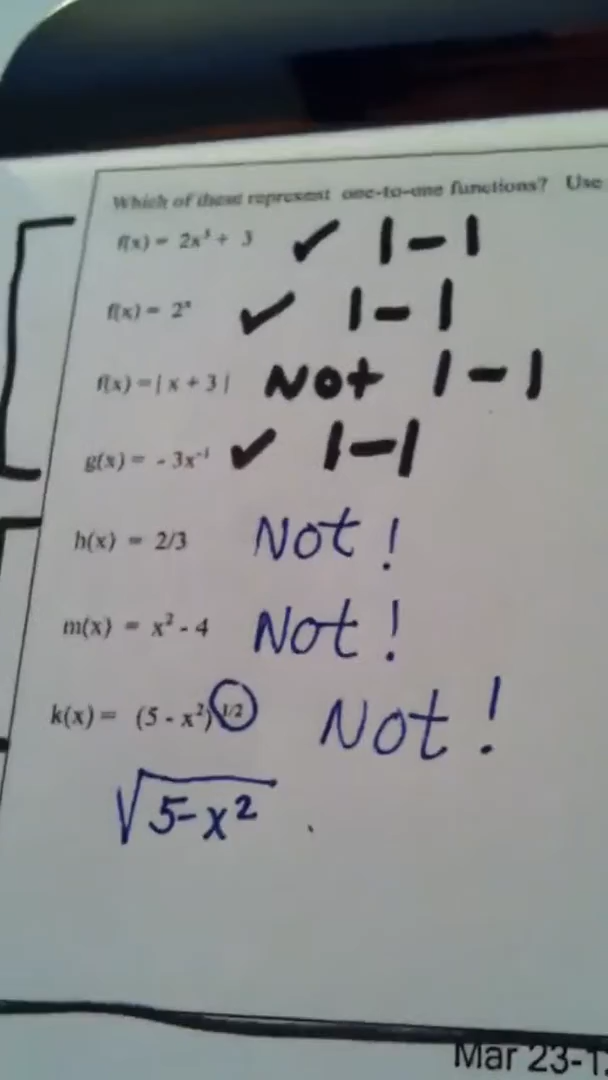 Which of these represent one-to-one functions? Use
f(x) = 2x³ + 3 ✓ 1-1
f(x) = 2ˣ ✓ 1-1
f(x) = | x + 3 | Not 1-1
g(x) = - 3x⁻¹ ✓ 1-1
h(x) = 2/3 Not!
m(x) = x² - 4 Not!
k(x) = (5 - x²)^1/2 Not!
√5-x²
Mar 23-1